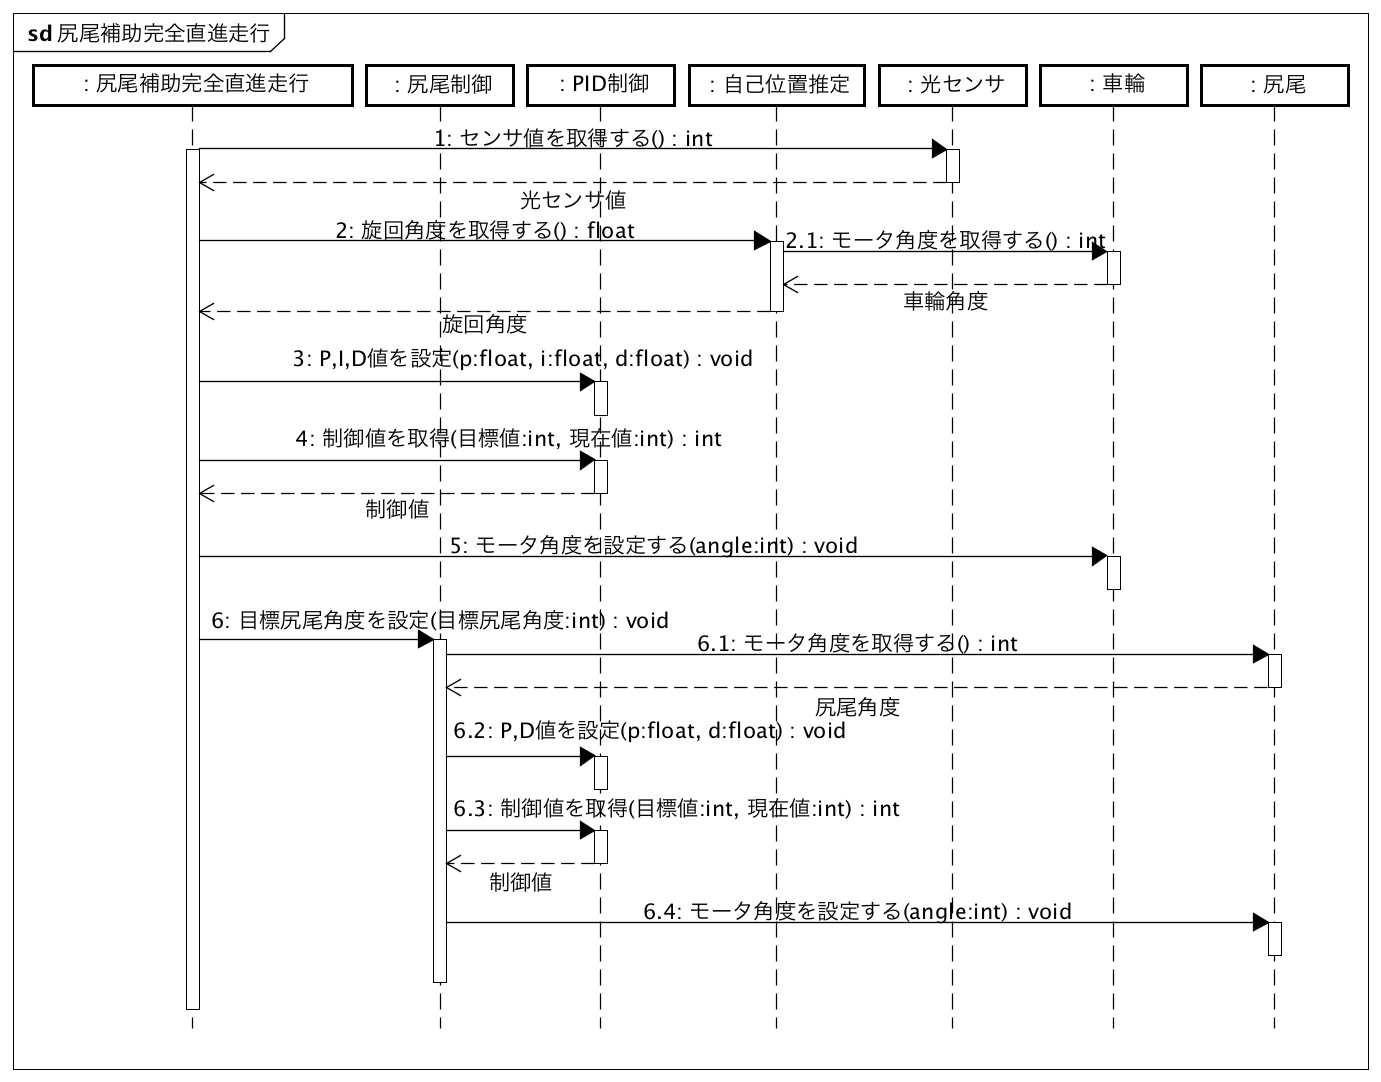 sd 尻尾補助完全直進走行
: 尻尾補助完全直進走行
: 尻尾制御
: PID制御
: 自己位置推定
: 光センサ
: 車輪
: 尻尾
1: センサ値を取得する() : int
光センサ値
2: 旋回角度を取得する() : float
2.1: モータ角度を取得する() : int
車輪角度
旋回角度
3: P,I,D値を設定(p:float, i:float, d:float) : void
4: 制御値を取得(目標値:int, 現在値:int) : int
制御値
5: モータ角度を設定する(angle:int) : void
6: 目標尻尾角度を設定(目標尻尾角度:int) : void
6.1: モータ角度を取得する() : int
尻尾角度
6.2: P,D値を設定(p:float, d:float) : void
6.3: 制御値を取得(目標値:int, 現在値:int) : int
制御値
6.4: モータ角度を設定する(angle:int) : void